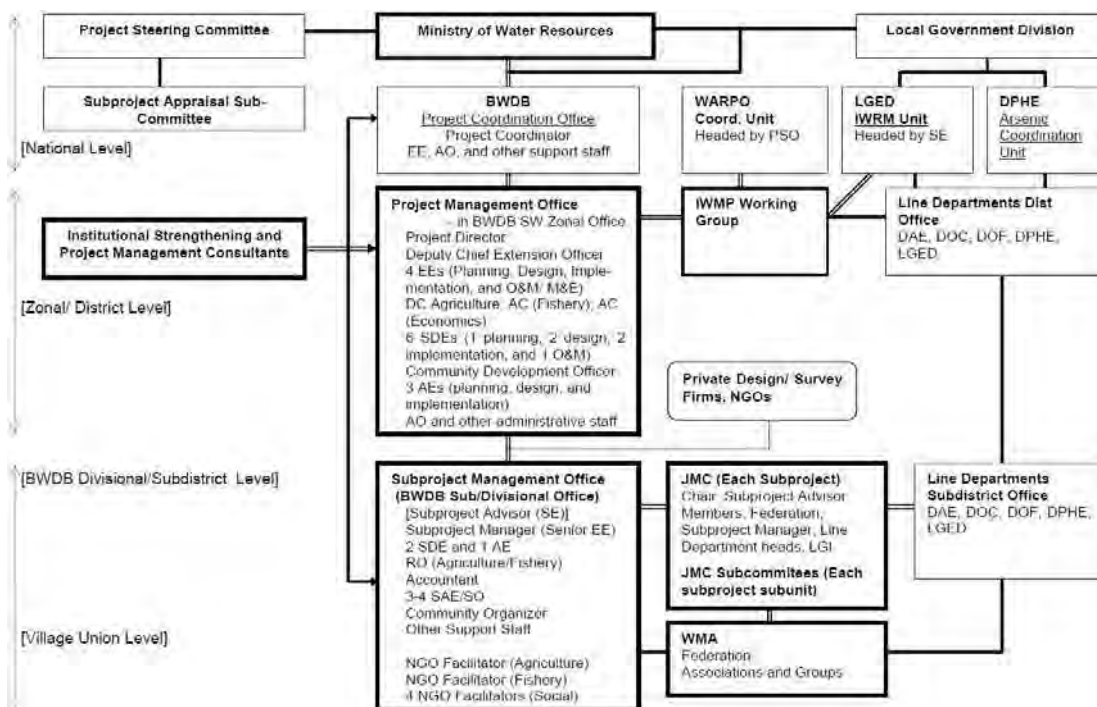 Project Steering Committee
Ministry of Water Resources
Local Government Division
Subproject Appraisal Sub-
Committee
BWDB
Project Coordination Office
Project Coordinator
EE, AO, and other support staff
WARPO
Coord. Unit
Headed by PSO
LGED
IWRM Unit
Headed by SE
DPHE
Arsenic
Coordination
Unit
[National Level]
Institutional Strengthening and
Project Management Consultants
Project Management Office
– in BWDB SW Zonal Office
Project Director
Deputy Chief Extension Officer
4 EEs (Planning, Design, Imple-
mentation, and O&M/ M&E)
DC Agriculture, AC (Fishery), AC
(Economics)
6 SDEs (1 planning, 2 design, 2
implementation, and 1 O&M)
Community Development Officer
3 AEs (planning, design, and
implementation)
AO and other administrative staff
IWMP Working
Group
Line Departments Dist
Office
DAE, DOC, DOF, DPHE,
LGED
[Zonal/ District Level]
Private Design/ Survey
Firms, NGOs
[BWDB Divisional/Subdistrict Level]
Subproject Management Office
(BWDB Sub/Divisional Office)
[Subproject Advisor (SE)]
Subproject Manager (Senior EE)
2 SDE and 1 AE
RO (Agriculture/Fishery)
Accountant
3-4 SAE/SO
Community Organizer
Other Support Staff
NGO Facilitator (Agriculture)
NGO Facilitator (Fishery)
4 NGO Facilitators (Social)
JMC (Each Subproject)
Chair Subproject Advisor
Members, Federation,
Subproject Manager, Line
Department heads, LGI
JMC Subcommitees (Each
subproject subunit)
Line Departments
Subdistrict Office
DAE, DOC, DOF, DPHE,
LGED
[Village Union Level]
WMA
Federation
Associations and Groups